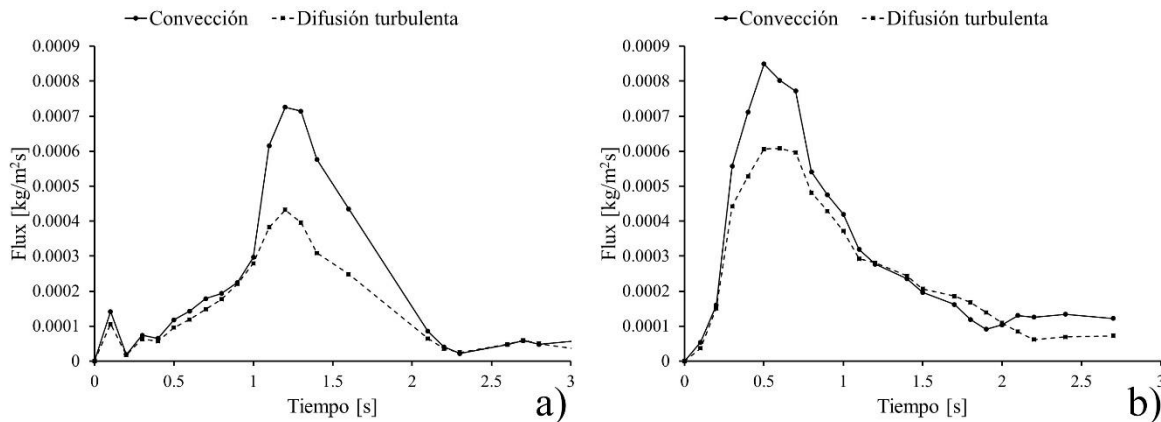 Convección Difusión turbulenta
0.0009
0.0008
0.0007
0.0006
0.0005
0.0004
0.0003
0.0002
0.0001
0
Flux [kg/m²s]
0 0.5 1 1.5 2 2.5 3
Tiempo [s]
a)
Convección Difusión turbulenta
0.0009
0.0008
0.0007
0.0006
0.0005
0.0004
0.0003
0.0002
0.0001
0
Flux [kg/m²s]
0 0.5 1 1.5 2 2.5 3
Tiempo [s]
b)